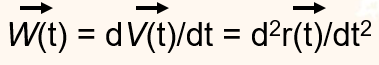 W(t) = dV(t)/dt = d²r(t)/dt²